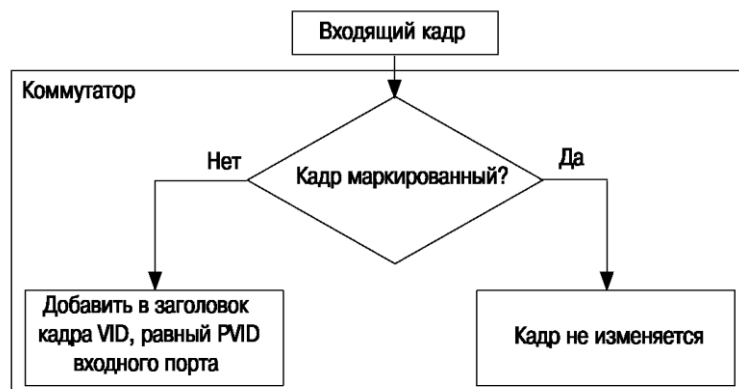 Входящий кадр
Коммутатор
Нет
Кадр маркированный?
Да
Добавить в заголовок
кадра VID, равный PVID
входного порта
Кадр не изменяется